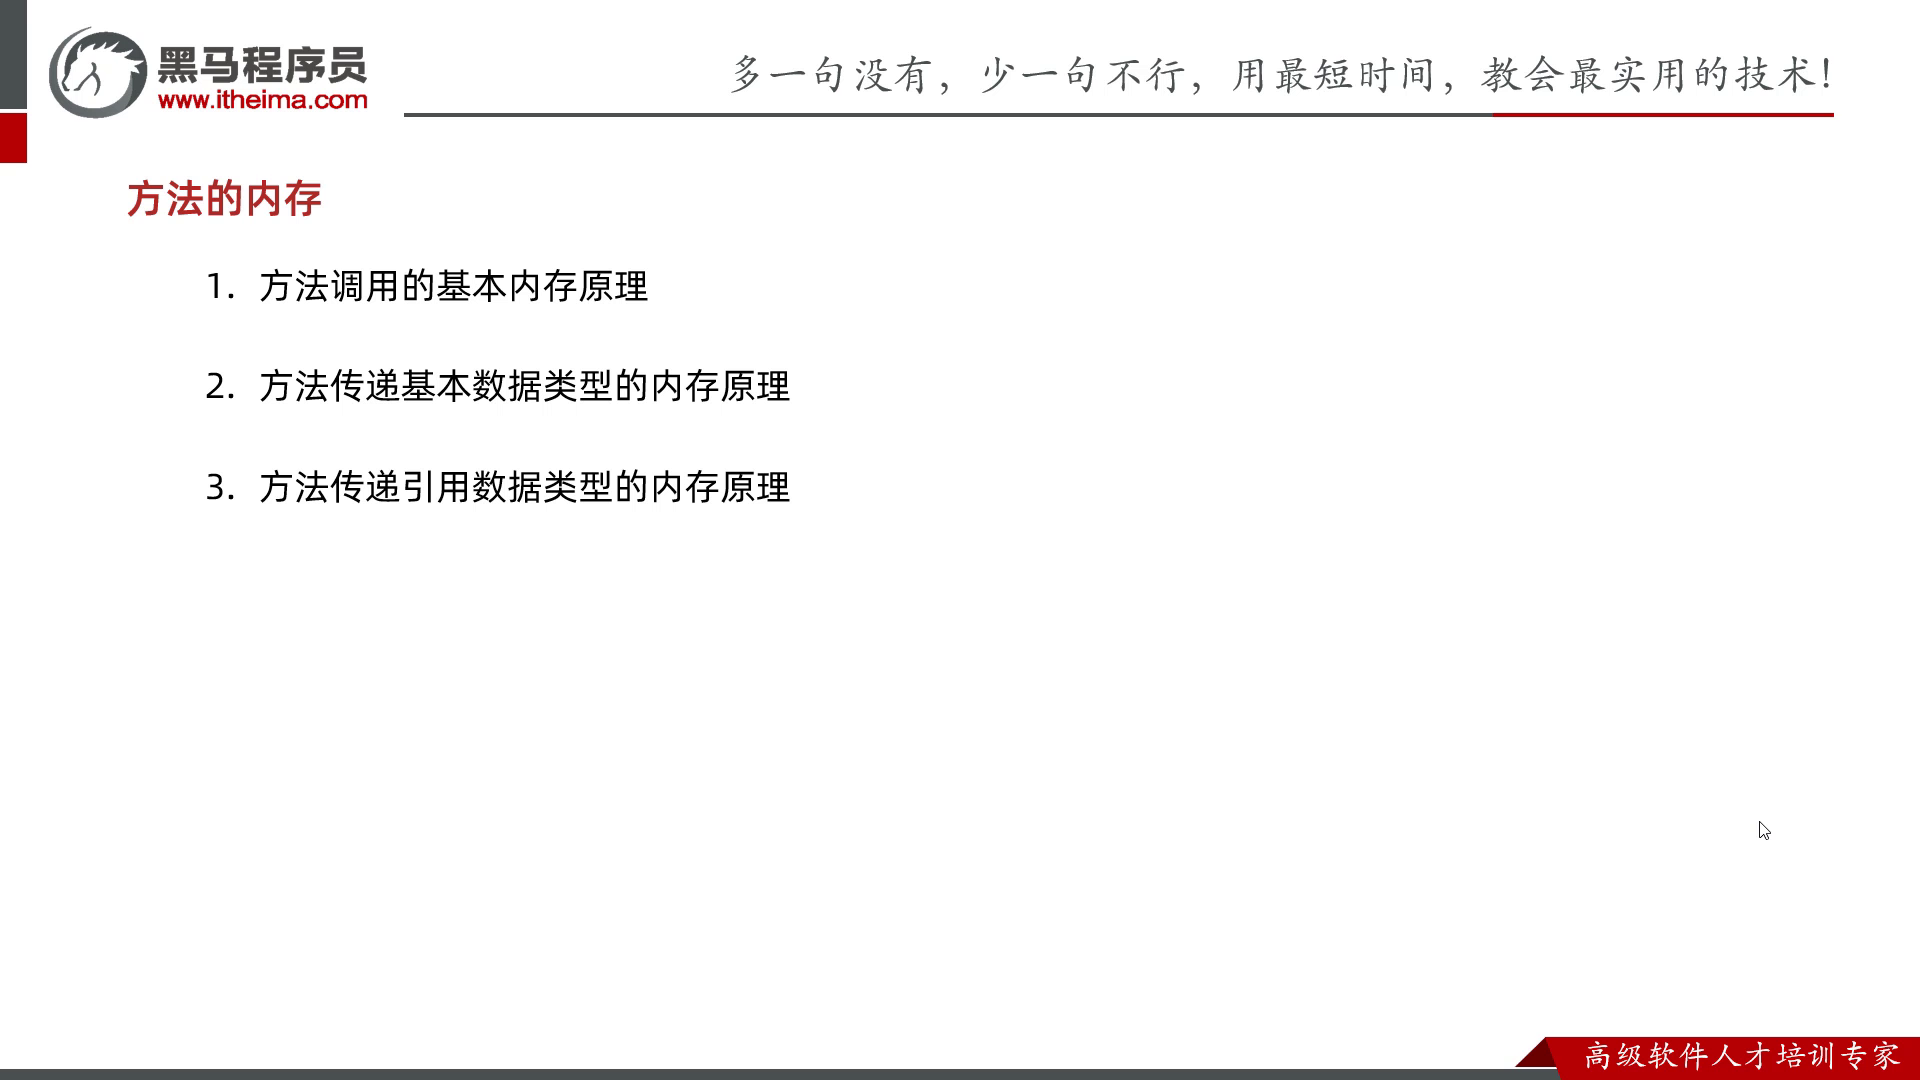 黑马程序员
www.itheima.com
多一句没有，少一句不行，用最短时间，教会最实用的技术！
方法的内存
1. 方法调用的基本内存原理
2. 方法传递基本数据类型的内存原理
3. 方法传递引用数据类型的内存原理
高级软件人才培训专家